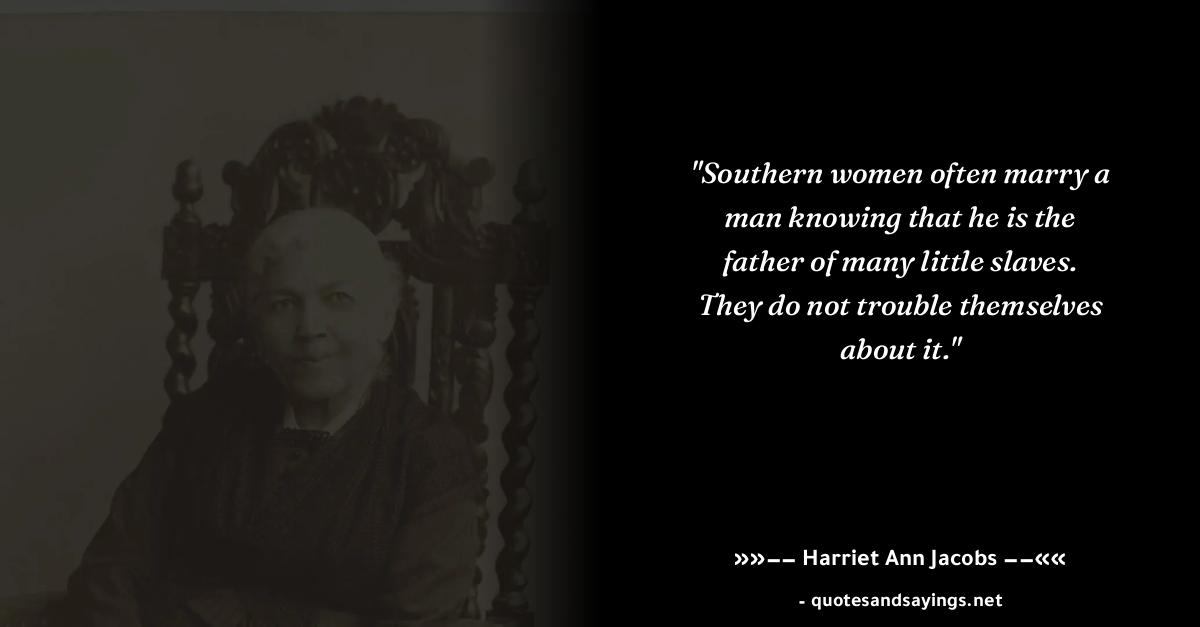 "Southern women often marry a
man knowing that he is the
father of many little slaves.
They do not trouble themselves
about it."
»»—— Harriet Ann Jacobs ——««
- quotesandsayings.net